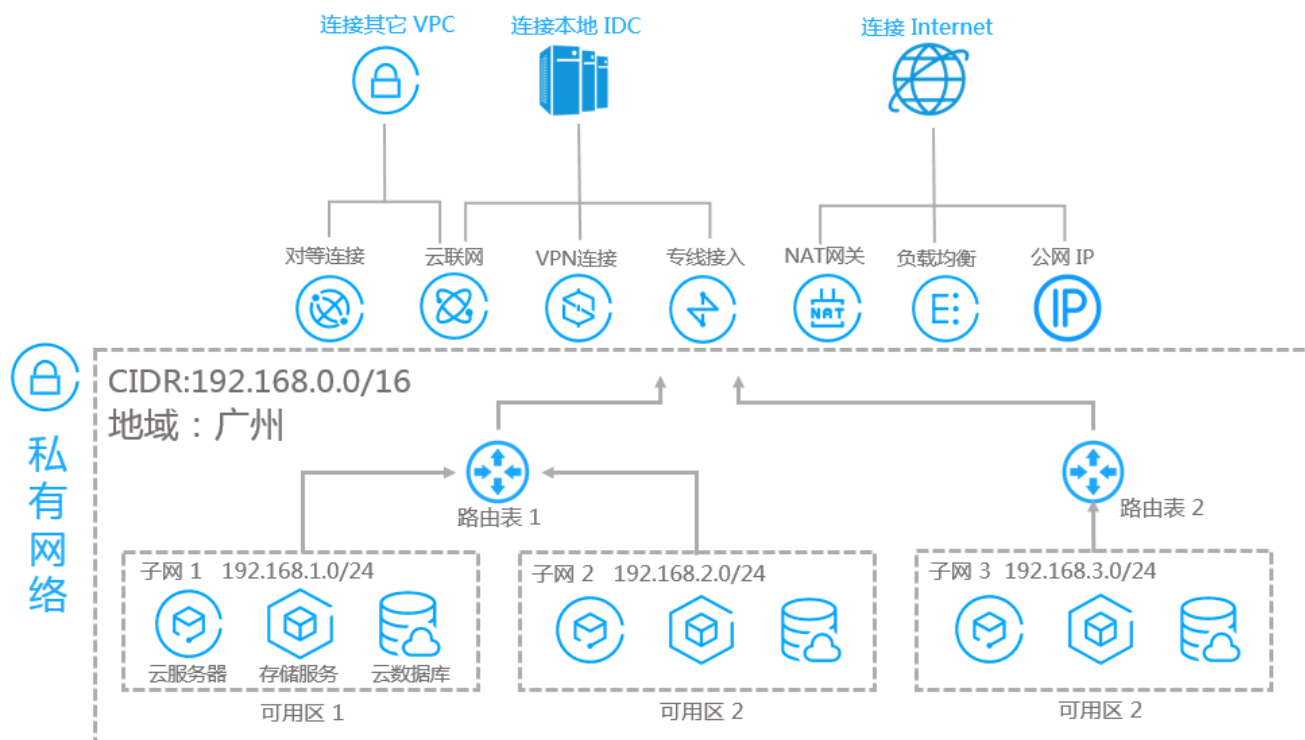 连接其它 VPC
连接本地 IDC
连接 Internet
对等连接
云联网
VPN连接
专线接入
NAT网关
负载均衡
公网 IP
NAT
IP
CIDR:192.168.0.0/16
地域：广州
私有网络
路由表 1
路由表 2
子网 1 192.168.1.0/24
子网 2 192.168.2.0/24
子网 3 192.168.3.0/24
云服务器
存储服务
云数据库
可用区 1
可用区 2
可用区 2